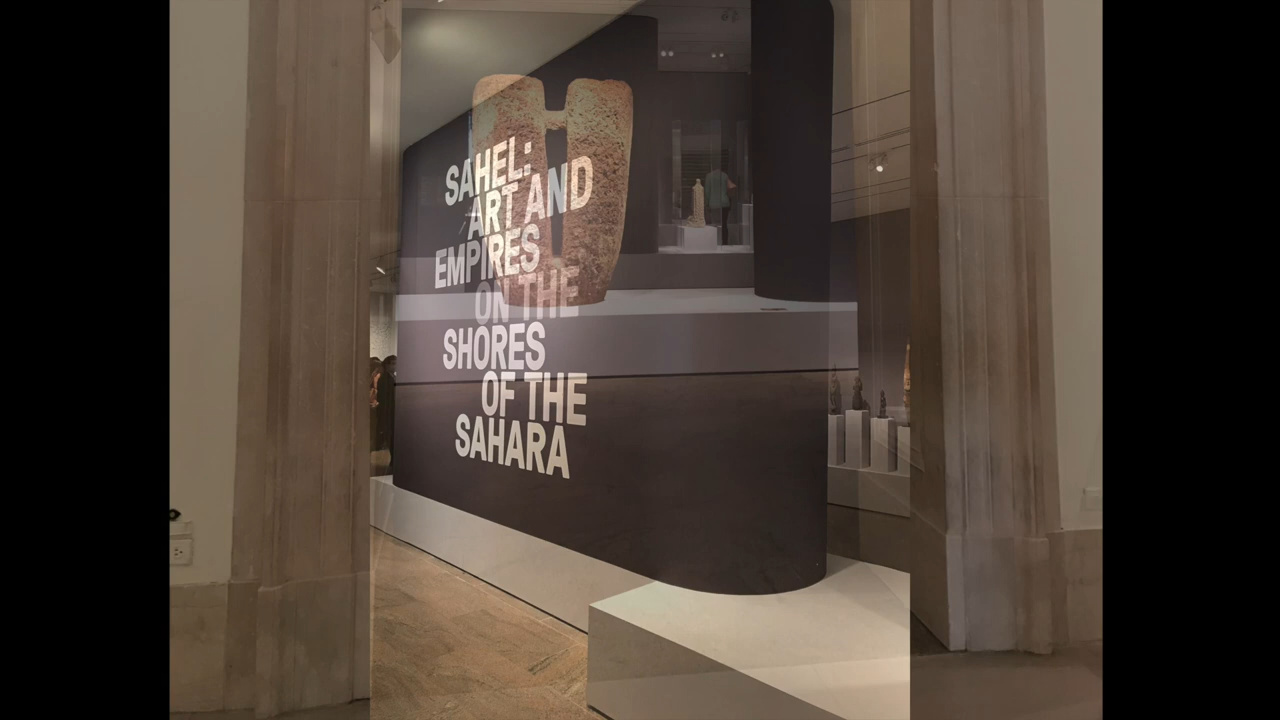 SAHEL:
ART AND
EMPIRES
ON THE
SHORES
OF THE
SAHARA